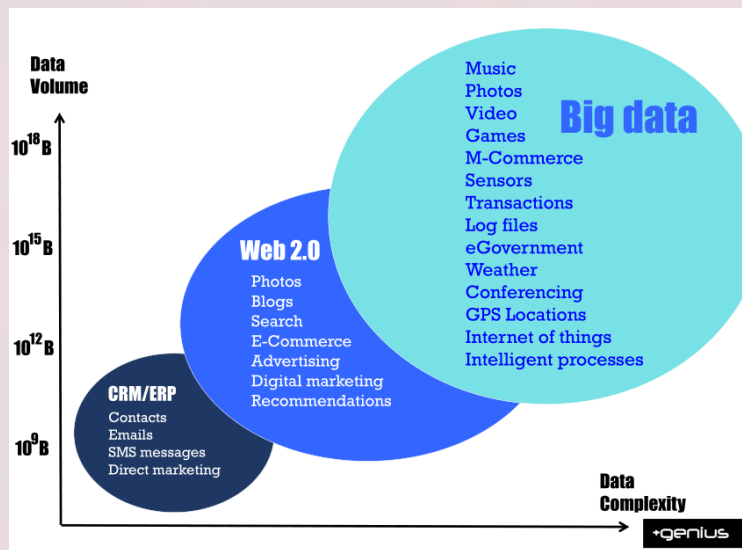 Data
Volume
10^18 B
10^15 B
10^12 B
10^9 B
Big data
Music
Photos
Video
Games
M-Commerce
Sensors
Transactions
Log files
eGovernment
Weather
Conferencing
GPS Locations
Internet of things
Intelligent processes
Web 2.0
Photos
Blogs
Search
E-Commerce
Advertising
Digital marketing
Recommendations
CRM/ERP
Contacts
Emails
SMS messages
Direct marketing
Data
Complexity
+genius